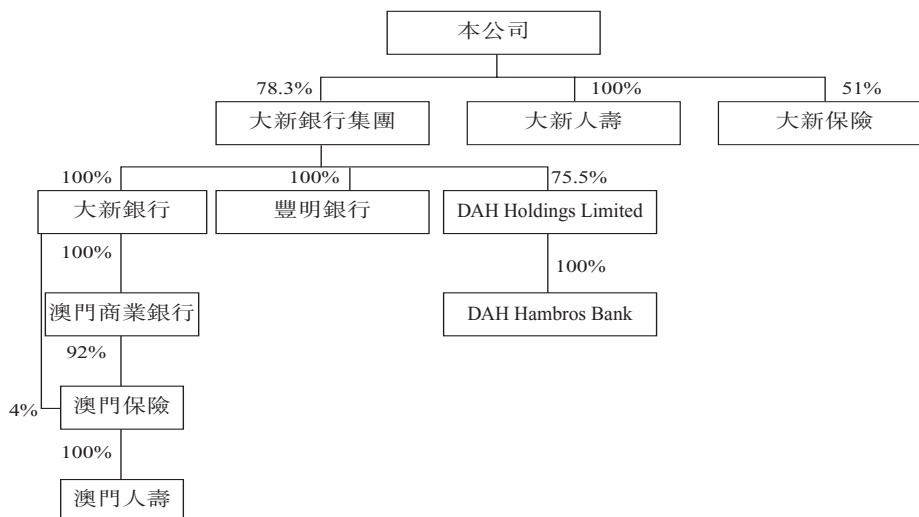 本公司
78.3%
100%
51%
大新銀行集團
大新人壽
大新保險
100%
100%
75.5%
大新銀行
豐明銀行
DAH Holdings Limited
100%
100%
澳門商業銀行
DAH Hambros Bank
92%
4%
澳門保險
100%
澳門人壽